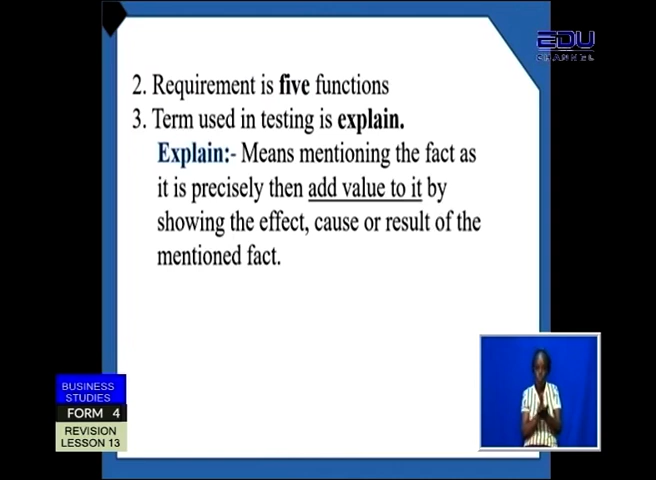 EDU
CHANNEL
2. Requirement is five functions
3. Term used in testing is explain.
Explain:- Means mentioning the fact as
it is precisely then add value to it by
showing the effect, cause or result of the
mentioned fact.
BUSINESS
STUDIES
FORM 4
REVISION
LESSON 13